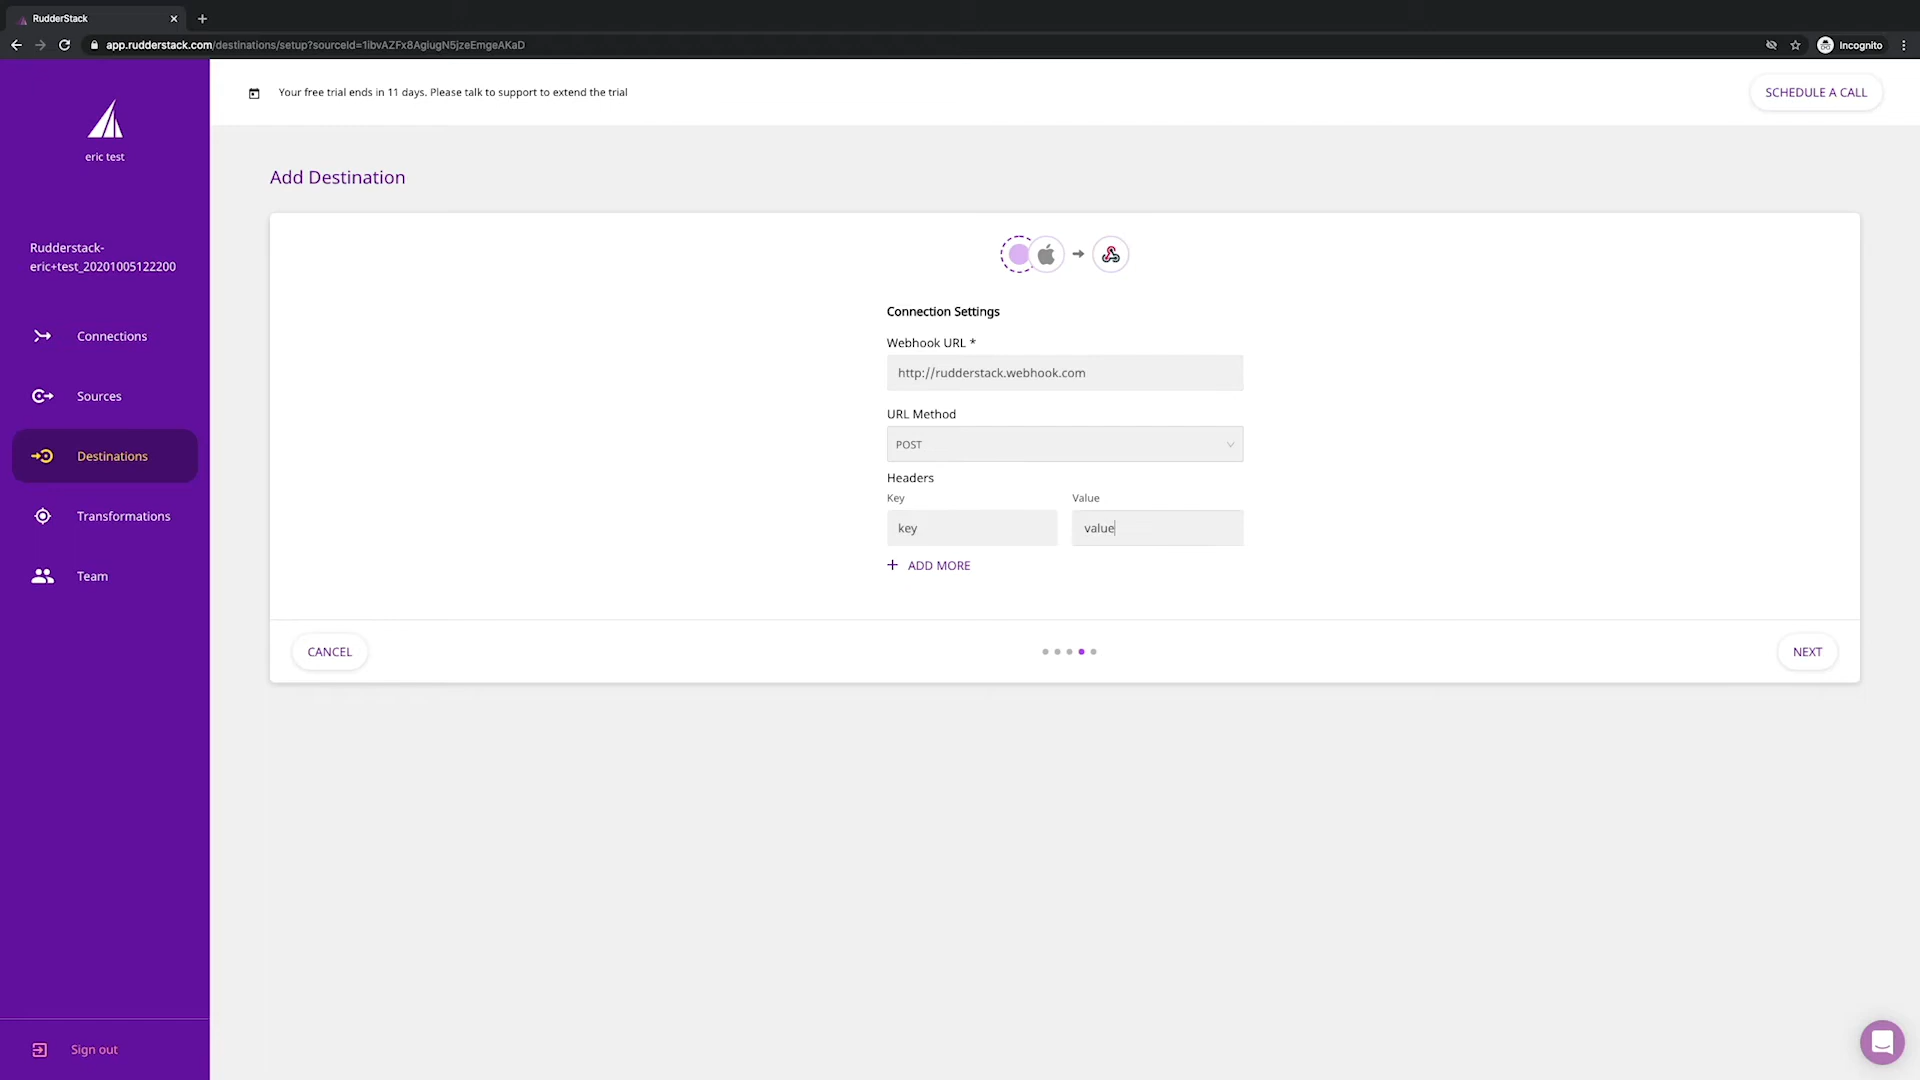 RudderStack
app.rudderstack.com/destinations/setup?sourceId=1ibvAZFx8AgiugN5jzeEmgeAKaD
Incognito
Your free trial ends in 11 days. Please talk to support to extend the trial
SCHEDULE A CALL
eric test
Rudderstack-
eric+test_20201005122200
Connections
Sources
Destinations
Transformations
Team
Sign out
Add Destination
Connection Settings
Webhook URL *
http://rudderstack.webhook.com
URL Method
POST
Headers
Key Value
key value
+ ADD MORE
CANCEL
NEXT